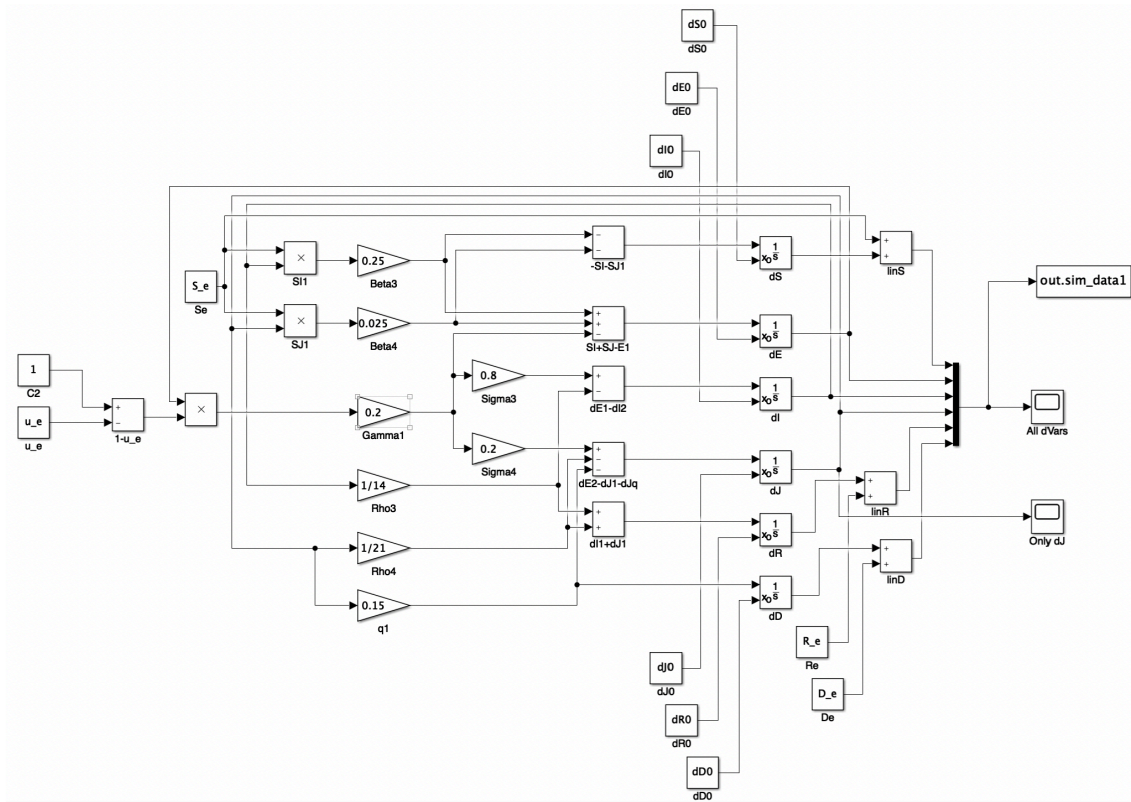 dS0
dS0
dE0
dE0
dI0
dI0
S_e
Se
×
SI1
0.25
Beta3
−
−
-SI-SJ1
x₀ 1/s
dS
+
+
linS
out.sim_data1
×
SJ1
0.025
Beta4
+
+
−
SI+SJ-E1
x₀ 1/s
dE
1
C2
u_e
u_e
+
−
1-u_e
×
0.2
Gamma1
0.8
Sigma3
+
−
dE1-dI2
x₀ 1/s
dI
All dVars
0.2
Sigma4
+
−
−
dE2-dJ1-dJq
x₀ 1/s
dJ
1/14
Rho3
+
+
dI1+dJ1
x₀ 1/s
dR
+
+
linR
Only dJ
1/21
Rho4
0.15
q1
x₀ 1/s
dD
+
+
linD
R_e
Re
D_e
De
dJ0
dJ0
dR0
dR0
dD0
dD0